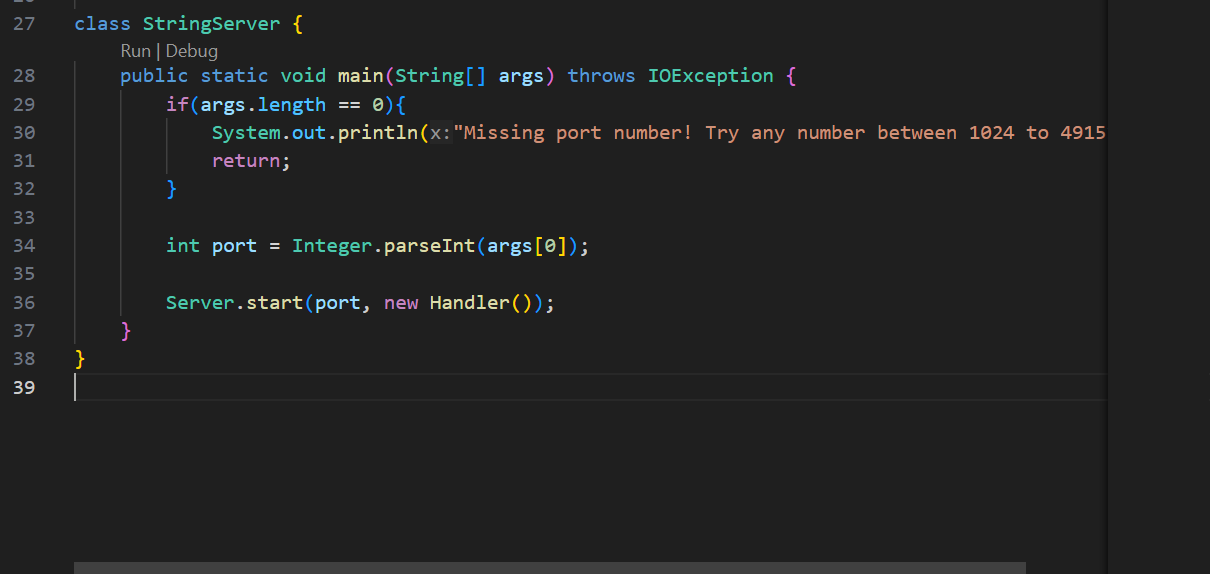 27 class StringServer {
Run | Debug
28 public static void main(String[] args) throws IOException {
29 if(args.length == 0){
30 System.out.println(x:"Missing port number! Try any number between 1024 to 4915
31 return;
32 }
33
34 int port = Integer.parseInt(args[0]);
35
36 Server.start(port, new Handler());
37 }
38 }
39